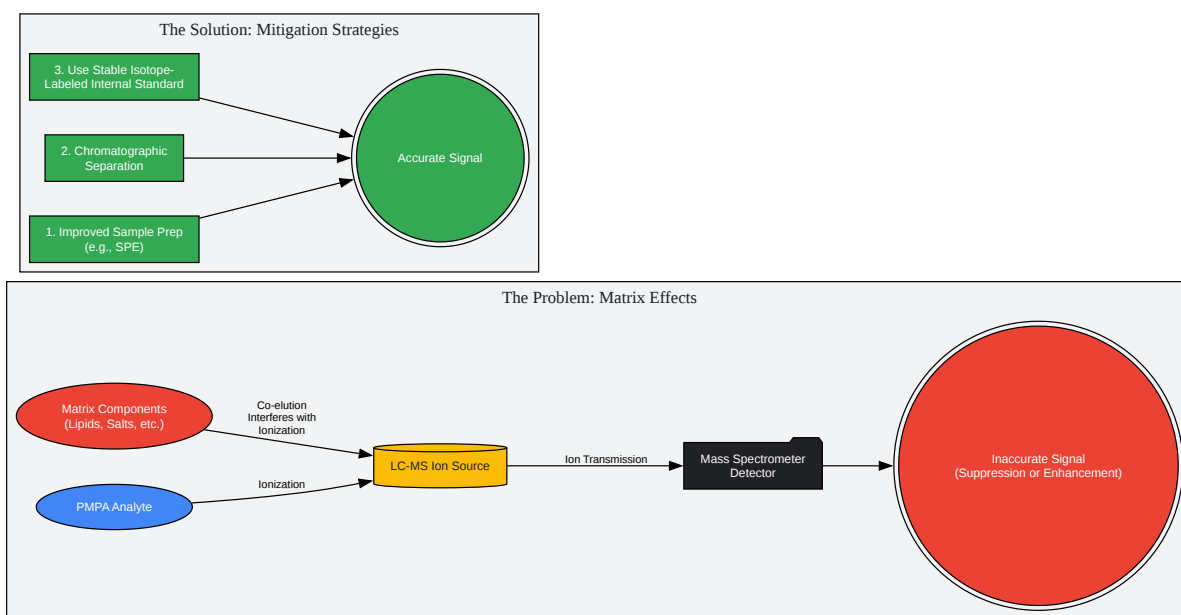 The Solution: Mitigation Strategies
3. Use Stable Isotope-
Labeled Internal Standard
2. Chromatographic
Separation
Accurate Signal
1. Improved Sample Prep
(e.g., SPE)
The Problem: Matrix Effects
Matrix Components
(Lipids, Salts, etc.)
Co-elution
Interferes with
Ionization
PMPA Analyte
Ionization
LC-MS Ion Source
Ion Transmission
Mass Spectrometer
Detector
Inaccurate Signal
(Suppression or Enhancement)